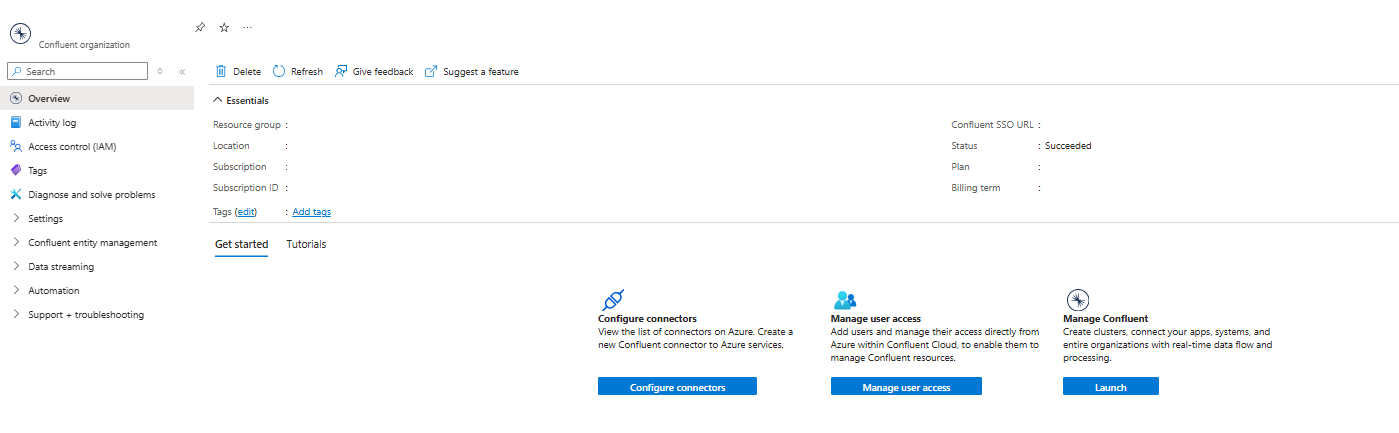 Confluent organization
Search
Delete
Refresh
Give feedback
Suggest a feature
Overview
Activity log
Access control (IAM)
Tags
Diagnose and solve problems
Settings
Confluent entity management
Data streaming
Automation
Support + troubleshooting
Essentials
Resource group :
Location :
Subscription :
Subscription ID :
Tags (edit) : Add tags
Confluent SSO URL :
Status : Succeeded
Plan :
Billing term :
Get started
Tutorials
Configure connectors
View the list of connectors on Azure. Create a
new Confluent connector to Azure services.
Configure connectors
Manage user access
Add users and manage their access directly from
Azure within Confluent Cloud, to enable them to
manage Confluent resources.
Manage user access
Manage Confluent
Create clusters, connect your apps, systems, and
entire organizations with real-time data flow and
processing.
Launch